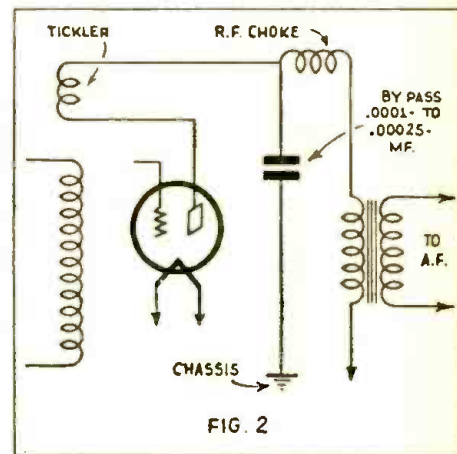 TICKLER
R.F. CHOKE
BY PASS
.0001- TO
.00025-
MF.
TO
A.F.
CHASSIS
FIG. 2